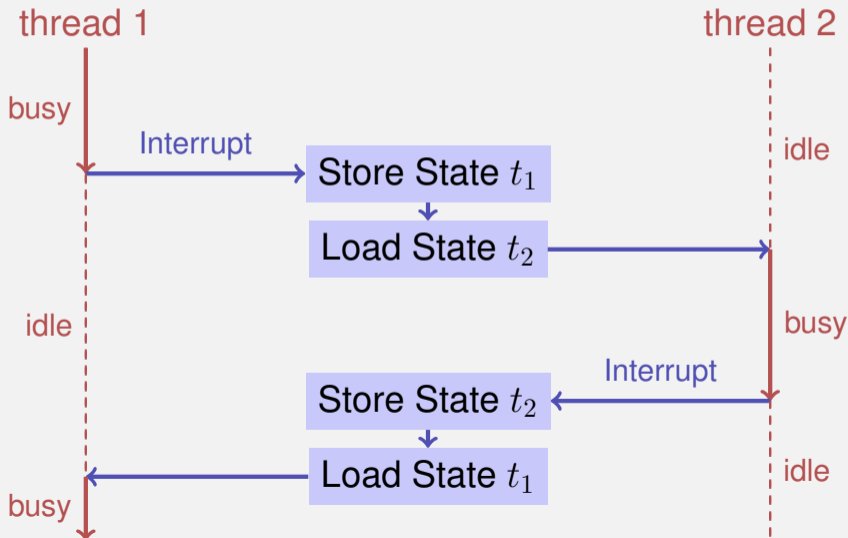 thread 1
thread 2
busy
Interrupt
idle
Store State t₁
Load State t₂
idle
busy
Interrupt
Store State t₂
Load State t₁
idle
busy